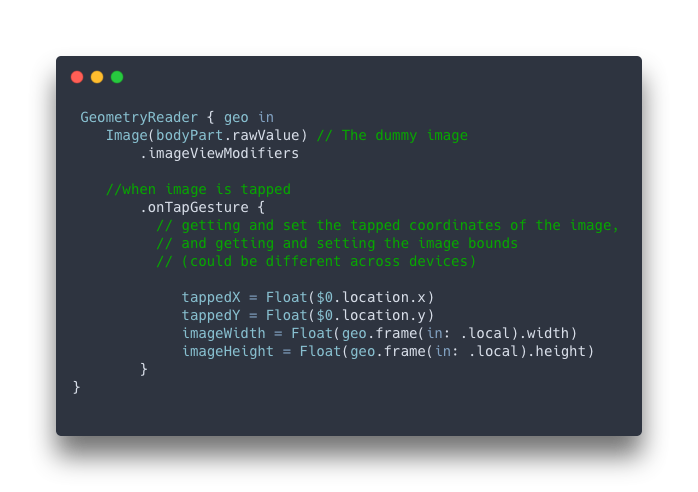 GeometryReader { geo in
Image(bodyPart.rawValue) // The dummy image
.imageViewModifiers
//when image is tapped
.onTapGesture {
// getting and set the tapped coordinates of the image,
// and getting and setting the image bounds
// (could be different across devices)
tappedX = Float($0.location.x)
tappedY = Float($0.location.y)
imageWidth = Float(geo.frame(in: .local).width)
imageHeight = Float(geo.frame(in: .local).height)
}
}